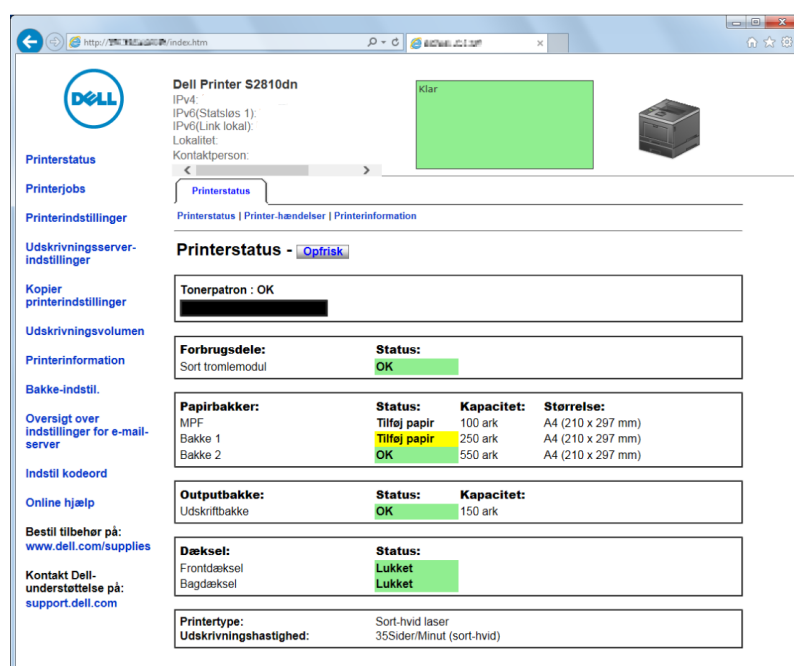 http:// /index.htm
DELL
Dell Printer S2810dn
IPv4:
IPv6(Statsløs 1):
IPv6(Link lokal):
Lokalitet:
Kontaktperson:
Klar
Printerstatus
Printerjobs
Printerindstillinger
Udskrivningsserver-
indstillinger
Kopier
printerindstillinger
Udskrivningsvolumen
Printerinformation
Bakke-indstil.
Oversigt over
indstillinger for e-mail-
server
Indstil kodeord
Online hjælp
Bestil tilbehør på:
www.dell.com/supplies
Kontakt Dell-
understøttelse på:
support.dell.com
Printerstatus
Printerstatus | Printer-hændelser | Printerinformation
Printerstatus - Opfrisk
Tonerpatron : OK
Forbrugsdele: Status:
Sort tromlemodul OK
Papirbakker: Status: Kapacitet: Størrelse:
MPF Tilføj papir 100 ark A4 (210 x 297 mm)
Bakke 1 Tilføj papir 250 ark A4 (210 x 297 mm)
Bakke 2 OK 550 ark A4 (210 x 297 mm)
Outputbakke: Status: Kapacitet:
Udskriftbakke OK 150 ark
Dæksel: Status:
Frontdæksel Lukket
Bagdæksel Lukket
Printertype: Sort-hvid laser
Udskrivningshastighed: 35Sider/Minut (sort-hvid)